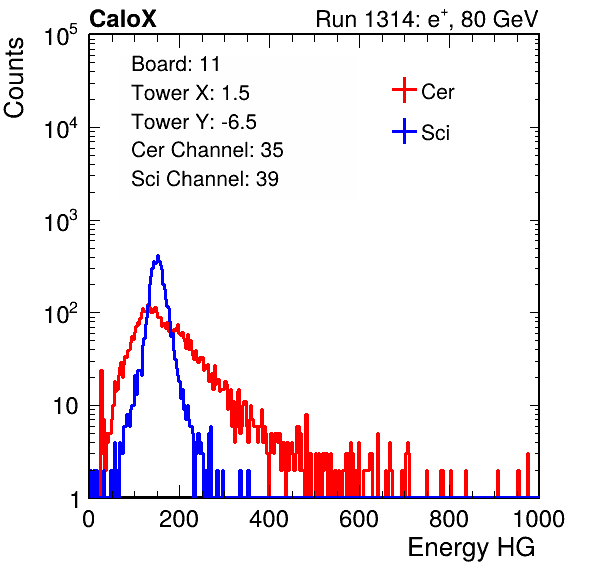 CaloX Run 1314: e⁺, 80 GeV
Counts
Board: 11
Tower X: 1.5
Tower Y: -6.5
Cer Channel: 35
Sci Channel: 39
Cer
Sci
10⁵
10⁴
10³
10²
10
1
0 200 400 600 800 1000
Energy HG